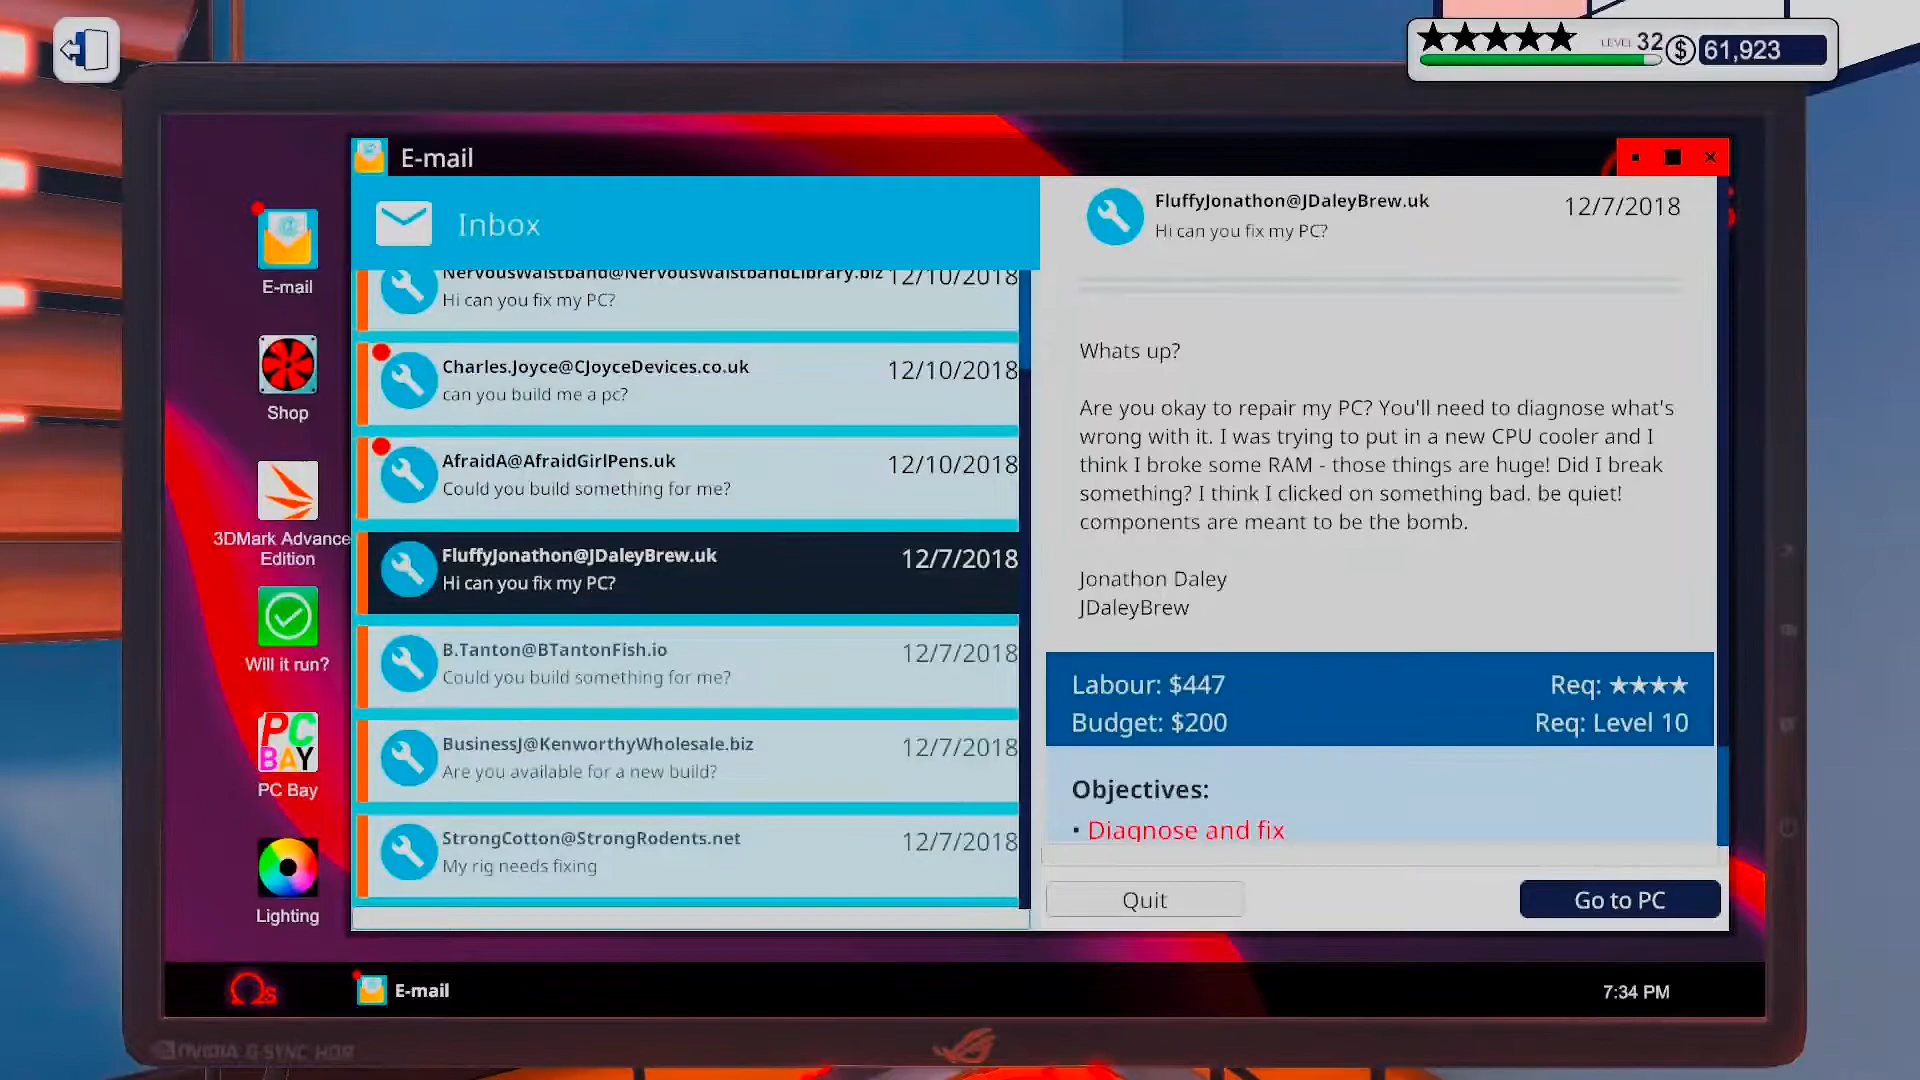 LEVEL 32 $ 61,923
E-mail
Inbox
FluffyJonathon@JDaleyBrew.uk
12/7/2018
Hi can you fix my PC?
NervousWaistband@NervousWaistbandLibrary.biz 12/10/2018
Hi can you fix my PC?
Charles.Joyce@CJoyceDevices.co.uk 12/10/2018
can you build me a pc?
AfraidA@AfraidGirlPens.uk 12/10/2018
Could you build something for me?
FluffyJonathon@JDaleyBrew.uk 12/7/2018
Hi can you fix my PC?
B.Tanton@BTantonFish.io 12/7/2018
Could you build something for me?
BusinessJ@KenworthyWholesale.biz 12/7/2018
Are you available for a new build?
StrongCotton@StrongRodents.net 12/7/2018
My rig needs fixing
Whats up?
Are you okay to repair my PC? You'll need to diagnose what's
wrong with it. I was trying to put in a new CPU cooler and I
think I broke some RAM - those things are huge! Did I break
something? I think I clicked on something bad. be quiet!
components are meant to be the bomb.
Jonathon Daley
JDaleyBrew
Labour: $447
Req: ★★★★
Budget: $200
Req: Level 10
Objectives:
• Diagnose and fix
Quit
Go to PC
E-mail
Shop
3DMark Advance
Edition
Will it run?
PC
BAY
PC Bay
Lighting
Ωs
E-mail
7:34 PM
NVIDIA G-SYNC HDR